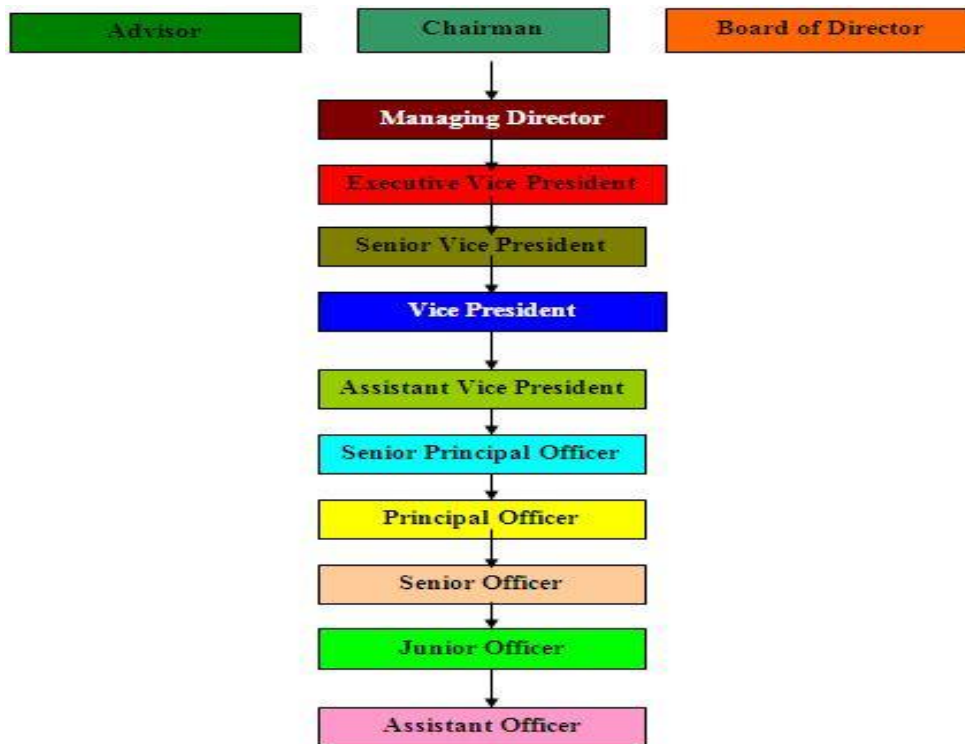 Advisor
Chairman
Board of Director
Managing Director
Executive Vice President
Senior Vice President
Vice President
Assistant Vice President
Senior Principal Officer
Principal Officer
Senior Officer
Junior Officer
Assistant Officer